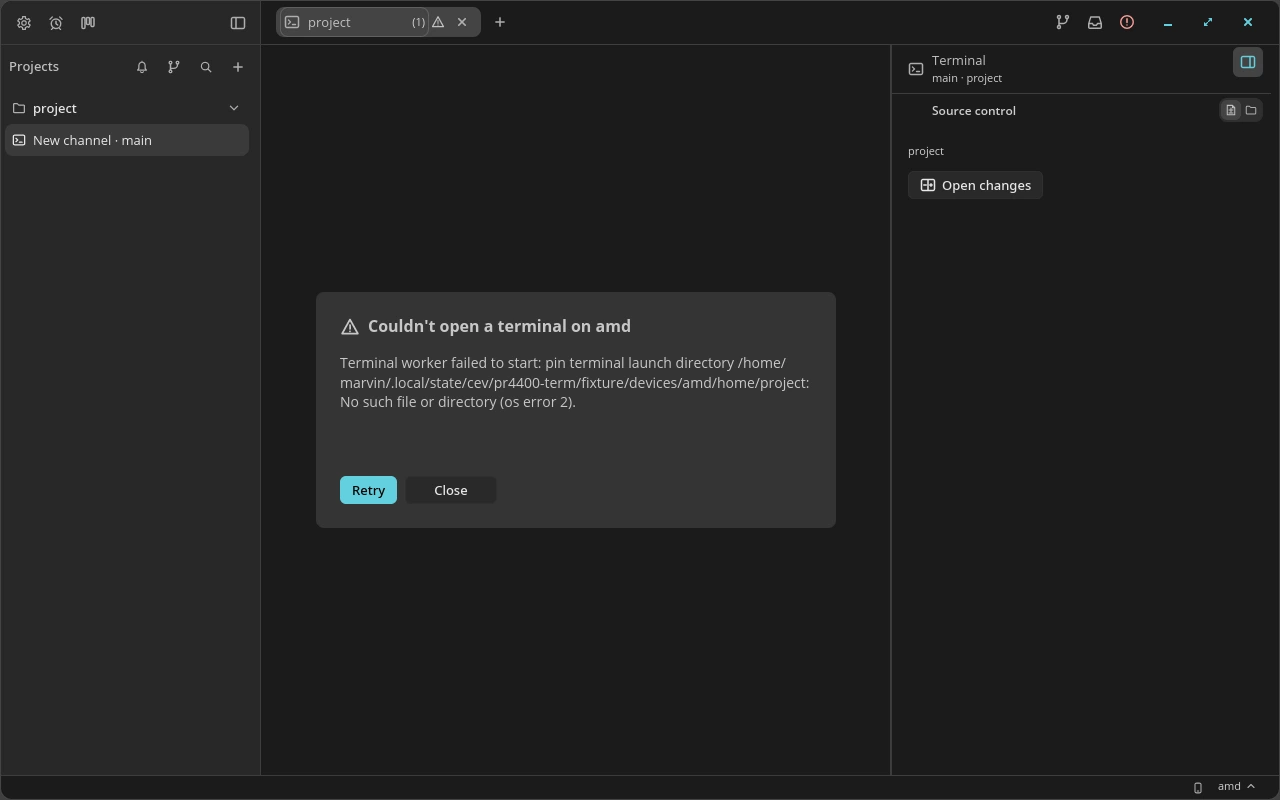 project (1)
Projects
project
New channel · main
Couldn't open a terminal on amd
Terminal worker failed to start: pin terminal launch directory /home/
marvin/.local/state/cev/pr4400-term/fixture/devices/amd/home/project:
No such file or directory (os error 2).
Retry
Close
Terminal
main · project
Source control
project
Open changes
amd